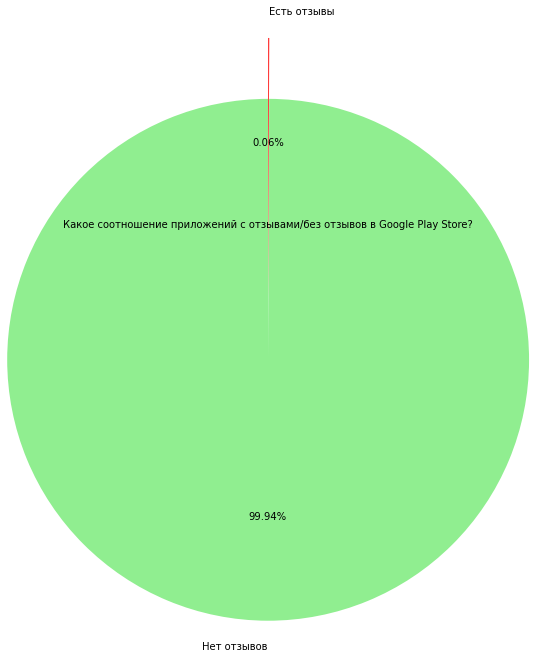 Есть отзывы
0.06%
Какое соотношение приложений с отзывами/без отзывов в Google Play Store?
99.94%
Нет отзывов